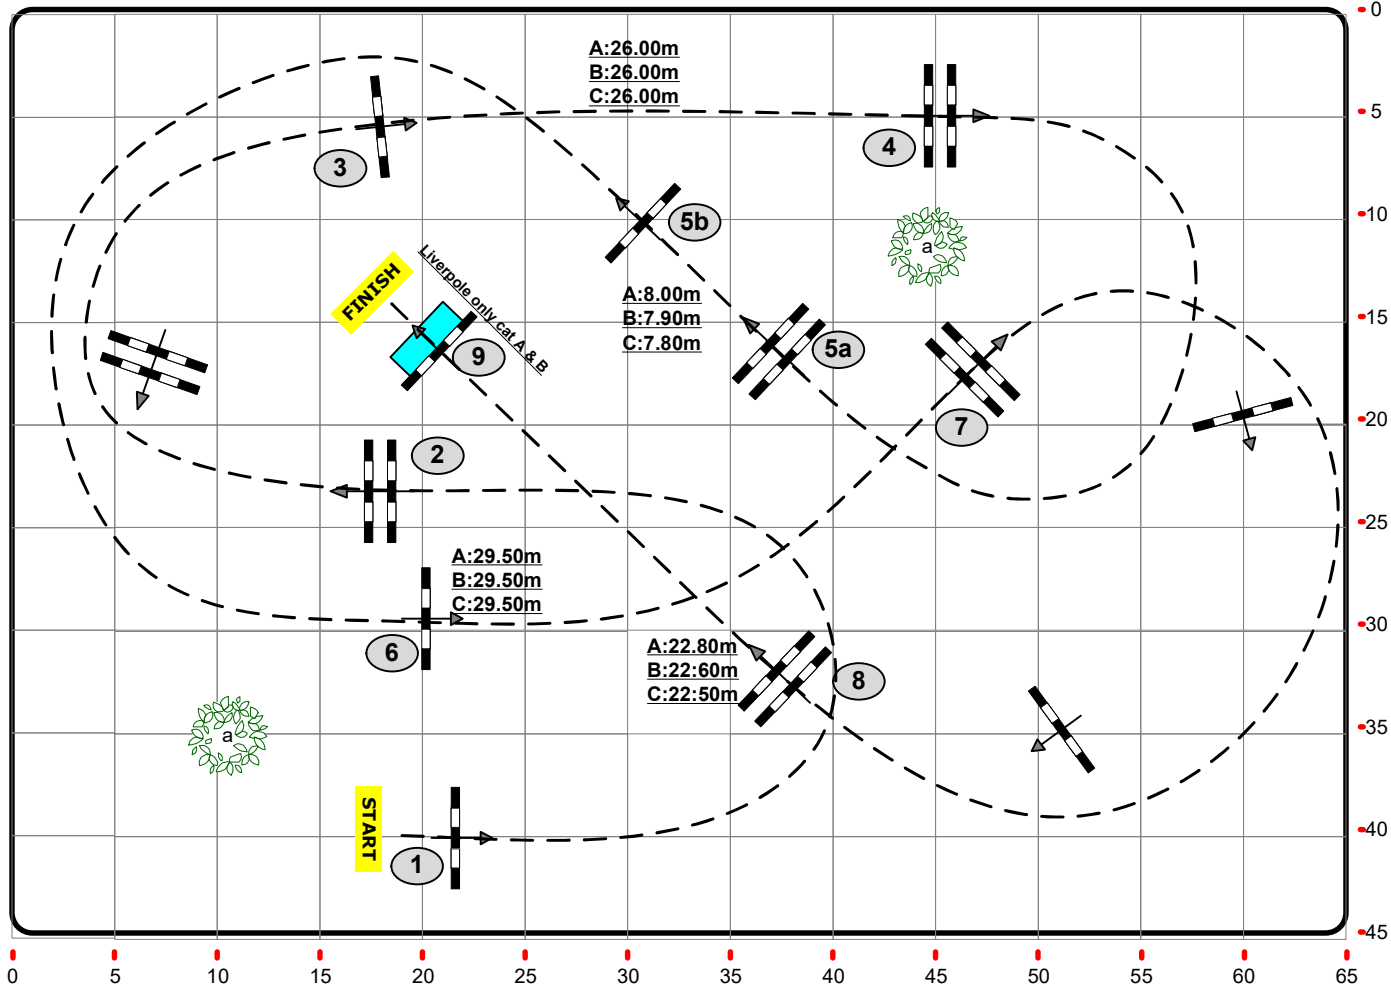 0
A:26.00m
B:26.00m
C:26.00m
5
4
3
10
5b
a
Liverpole only cat A & B
FINISH
A:8.00m
B:7.90m
C:7.80m
15
5a
9
7
20
2
25
A:29.50m
B:29.50m
C:29.50m
30
6
A:22.80m
B:22:60m
C:22:50m
8
35
a
START
40
1
45
0 5 10 15 20 25 30 35 40 45 50 55 60 65